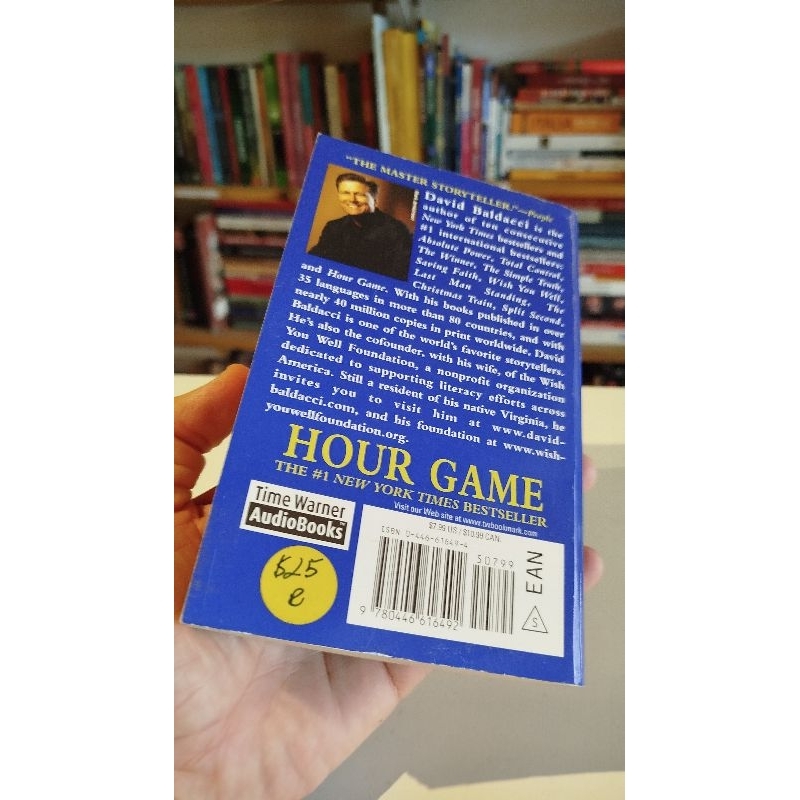 "THE MASTER STORYTELLER."—People
David Baldacci is the
author of ten consecutive
New York Times bestsellers and
#1 international bestsellers:
Absolute Power, Total Control,
The Winner, The Simple Truth,
Saving Faith, Wish You Well,
Last Man Standing, The
Christmas Train, Split Second,
and Hour Game. With his books published in over
35 languages in more than 80 countries, and with
nearly 40 million copies in print worldwide, David
Baldacci is one of the world's favorite storytellers.
He's also the cofounder, with his wife, of the Wish
You Well Foundation, a nonprofit organization
dedicated to supporting literacy efforts across
America. Still a resident of his native Virginia, he
invites you to visit him at www.david-
baldacci.com, and his foundation at www.wish-
youwellfoundation.org.
HOUR GAME
THE #1 NEW YORK TIMES BESTSELLER
Visit our Web site at www.twbookmark.com
$7.99 US / $10.99 CAN.
Time Warner
AudioBooks™
ISBN 0-446-61649-4
50799
EAN
S
9 780446 616492